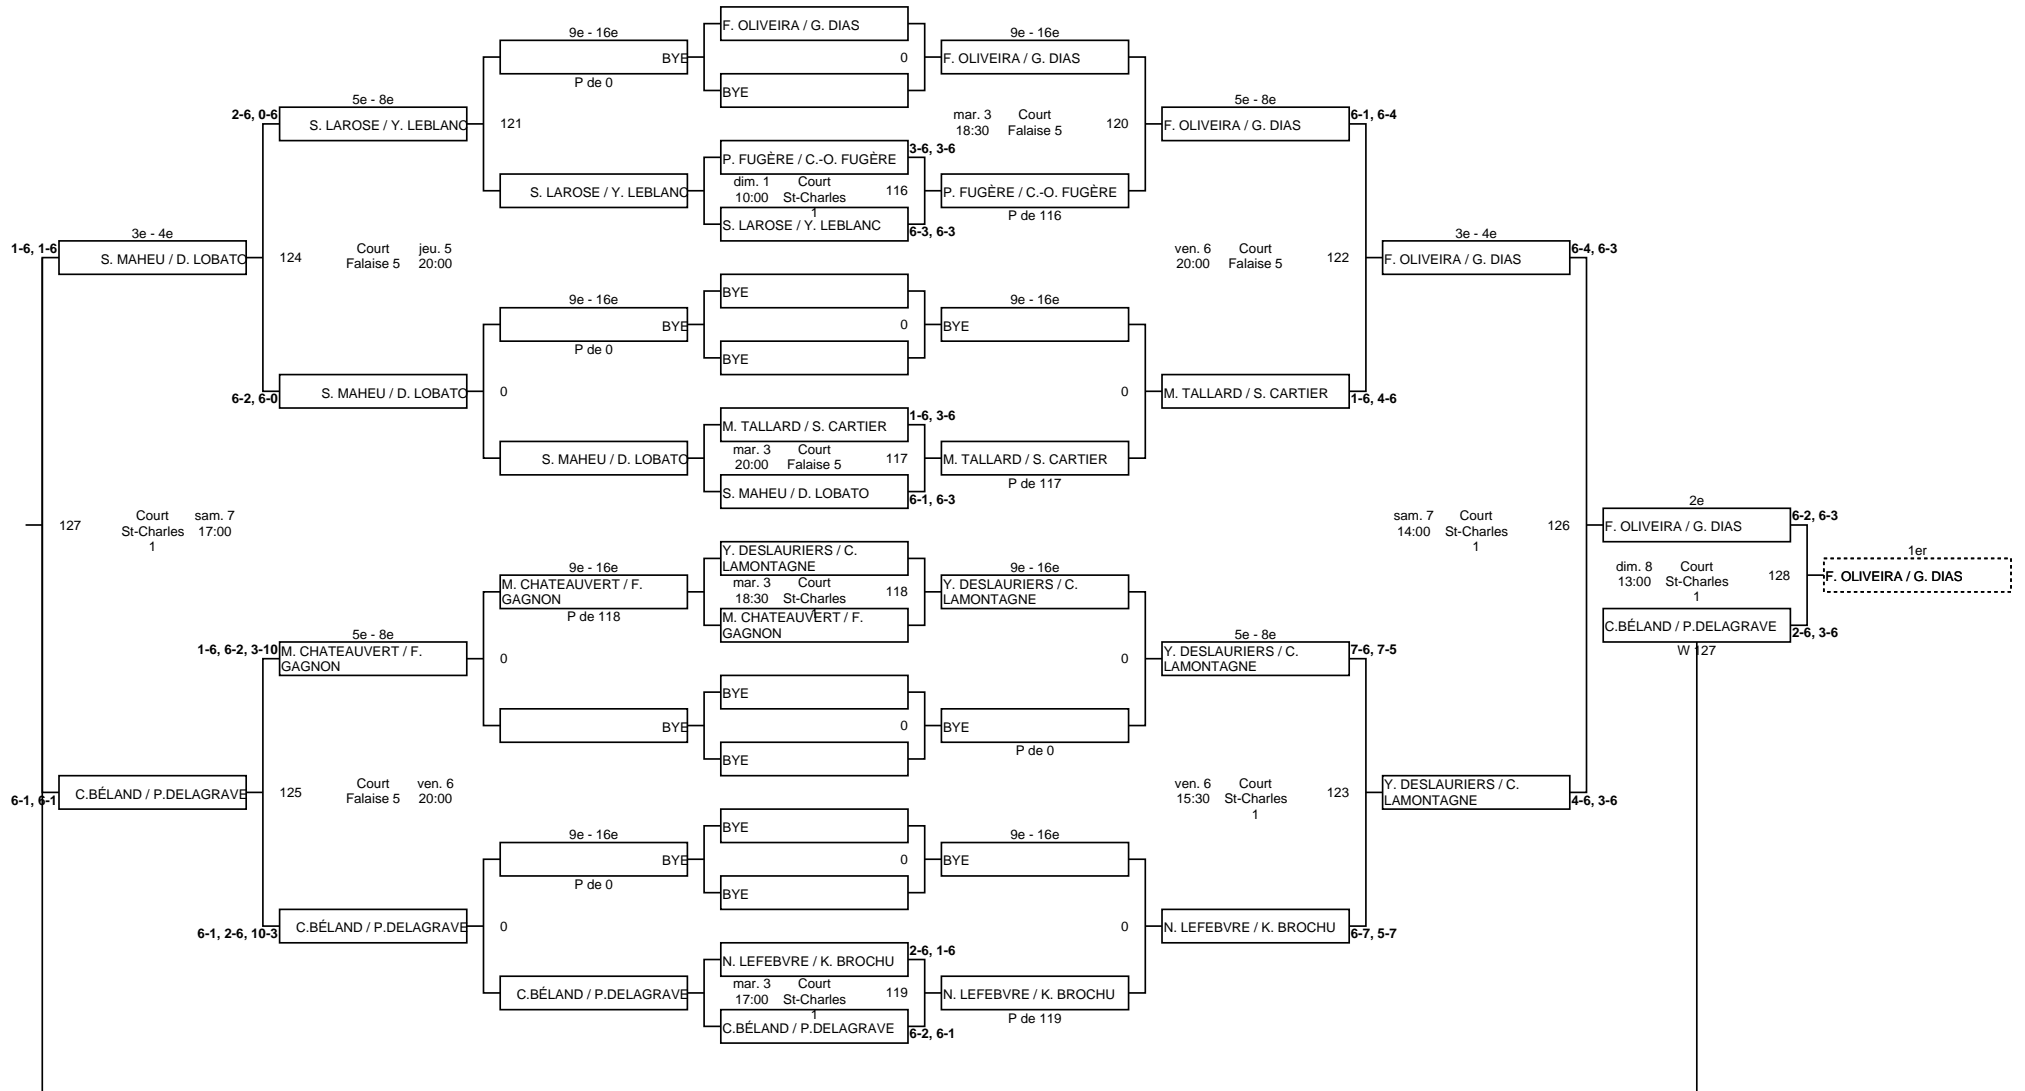 F. OLIVEIRA / G. DIAS
9e - 16e
9e - 16e
BYE
0
F. OLIVEIRA / G. DIAS
P de 0
BYE
5e - 8e
mar. 3 Court
5e - 8e
2-6, 0-6
6-1, 6-4
S. LAROSE / Y. LEBLANC
121
18:30 Falaise 5
120
F. OLIVEIRA / G. DIAS
3-6, 3-6
P. FUGÈRE / C.-O. FUGÈRE
dim. 1 Court
S. LAROSE / Y. LEBLANC
10:00 St-Charles
116
P. FUGÈRE / C.-O. FUGÈRE
1
P de 116
S. LAROSE / Y. LEBLANC
6-3, 6-3
3e - 4e
3e - 4e
1-6, 1-6
Court jeu. 5
ven. 6 Court
6-4, 6-3
S. MAHEU / D. LOBATO
124
Falaise 5 20:00
20:00 Falaise 5
122
F. OLIVEIRA / G. DIAS
BYE
9e - 16e
9e - 16e
BYE
0
BYE
P de 0
BYE
S. MAHEU / D. LOBATO
0
0
M. TALLARD / S. CARTIER
6-2, 6-0
1-6, 4-6
1-6, 3-6
M. TALLARD / S. CARTIER
mar. 3 Court
S. MAHEU / D. LOBATO
20:00 Falaise 5
117
M. TALLARD / S. CARTIER
P de 117
S. MAHEU / D. LOBATO
6-1, 6-3
2e
Court sam. 7
sam. 7 Court
6-2, 6-3
127
St-Charles 17:00
1
14:00 St-Charles
1
126
F. OLIVEIRA / G. DIAS
Y. DESLAURIERS / C.
LAMONTAGNE
1er
9e - 16e
9e - 16e
dim. 8 Court
M. CHATEAUVERT / F.
GAGNON
mar. 3 Court
18:30 St-Charles
1
118
Y. DESLAURIERS / C.
LAMONTAGNE
13:00 St-Charles
1
128
F. OLIVEIRA / G. DIAS
P de 118
M. CHATEAUVERT / F.
GAGNON
C.BÉLAND / P.DELAGRAVE
2-6, 3-6
W 127
5e - 8e
5e - 8e
1-6, 6-2, 3-10
M. CHATEAUVERT / F.
GAGNON
0
0
Y. DESLAURIERS / C.
LAMONTAGNE
7-6, 7-5
BYE
BYE
0
BYE
P de 0
BYE
Court ven. 6
ven. 6 Court
6-1, 6-1
C.BÉLAND / P.DELAGRAVE
125
Falaise 5 20:00
15:30 St-Charles
1
123
Y. DESLAURIERS / C.
LAMONTAGNE
4-6, 3-6
BYE
9e - 16e
9e - 16e
BYE
0
BYE
P de 0
BYE
C.BÉLAND / P.DELAGRAVE
0
0
N. LEFEBVRE / K. BROCHU
6-1, 2-6, 10-3
6-7, 5-7
2-6, 1-6
N. LEFEBVRE / K. BROCHU
mar. 3 Court
C.BÉLAND / P.DELAGRAVE
17:00 St-Charles
1
119
N. LEFEBVRE / K. BROCHU
P de 119
C.BÉLAND / P.DELAGRAVE
6-2, 6-1